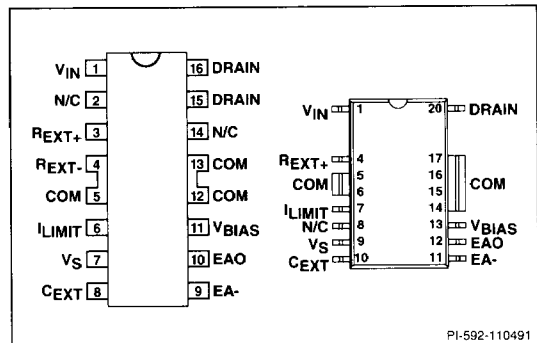 VIN 1 16 DRAIN
N/C 2 15 DRAIN
REXT+ 3 14 N/C
REXT- 4 13 COM
COM 5 12 COM
ILIMIT 6 11 VBIAS
VS 7 10 EAO
CEXT 8 9 EA-
VIN 1 20 DRAIN
REXT+ 4 17
COM 5 16 COM
6 15
ILIMIT 7 14
N/C 8 13 VBIAS
VS 9 12 EAO
CEXT 10 11 EA-
PI-592-110491